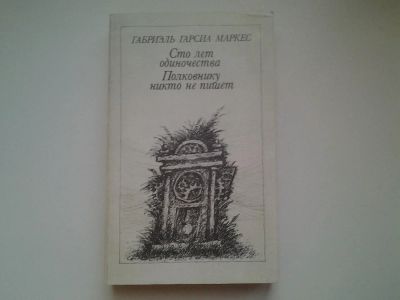 ГАБРИЭЛЬ ГАРСИА МАРКЕС
Сто лет
одиночества
Полковнику
никто не пишет